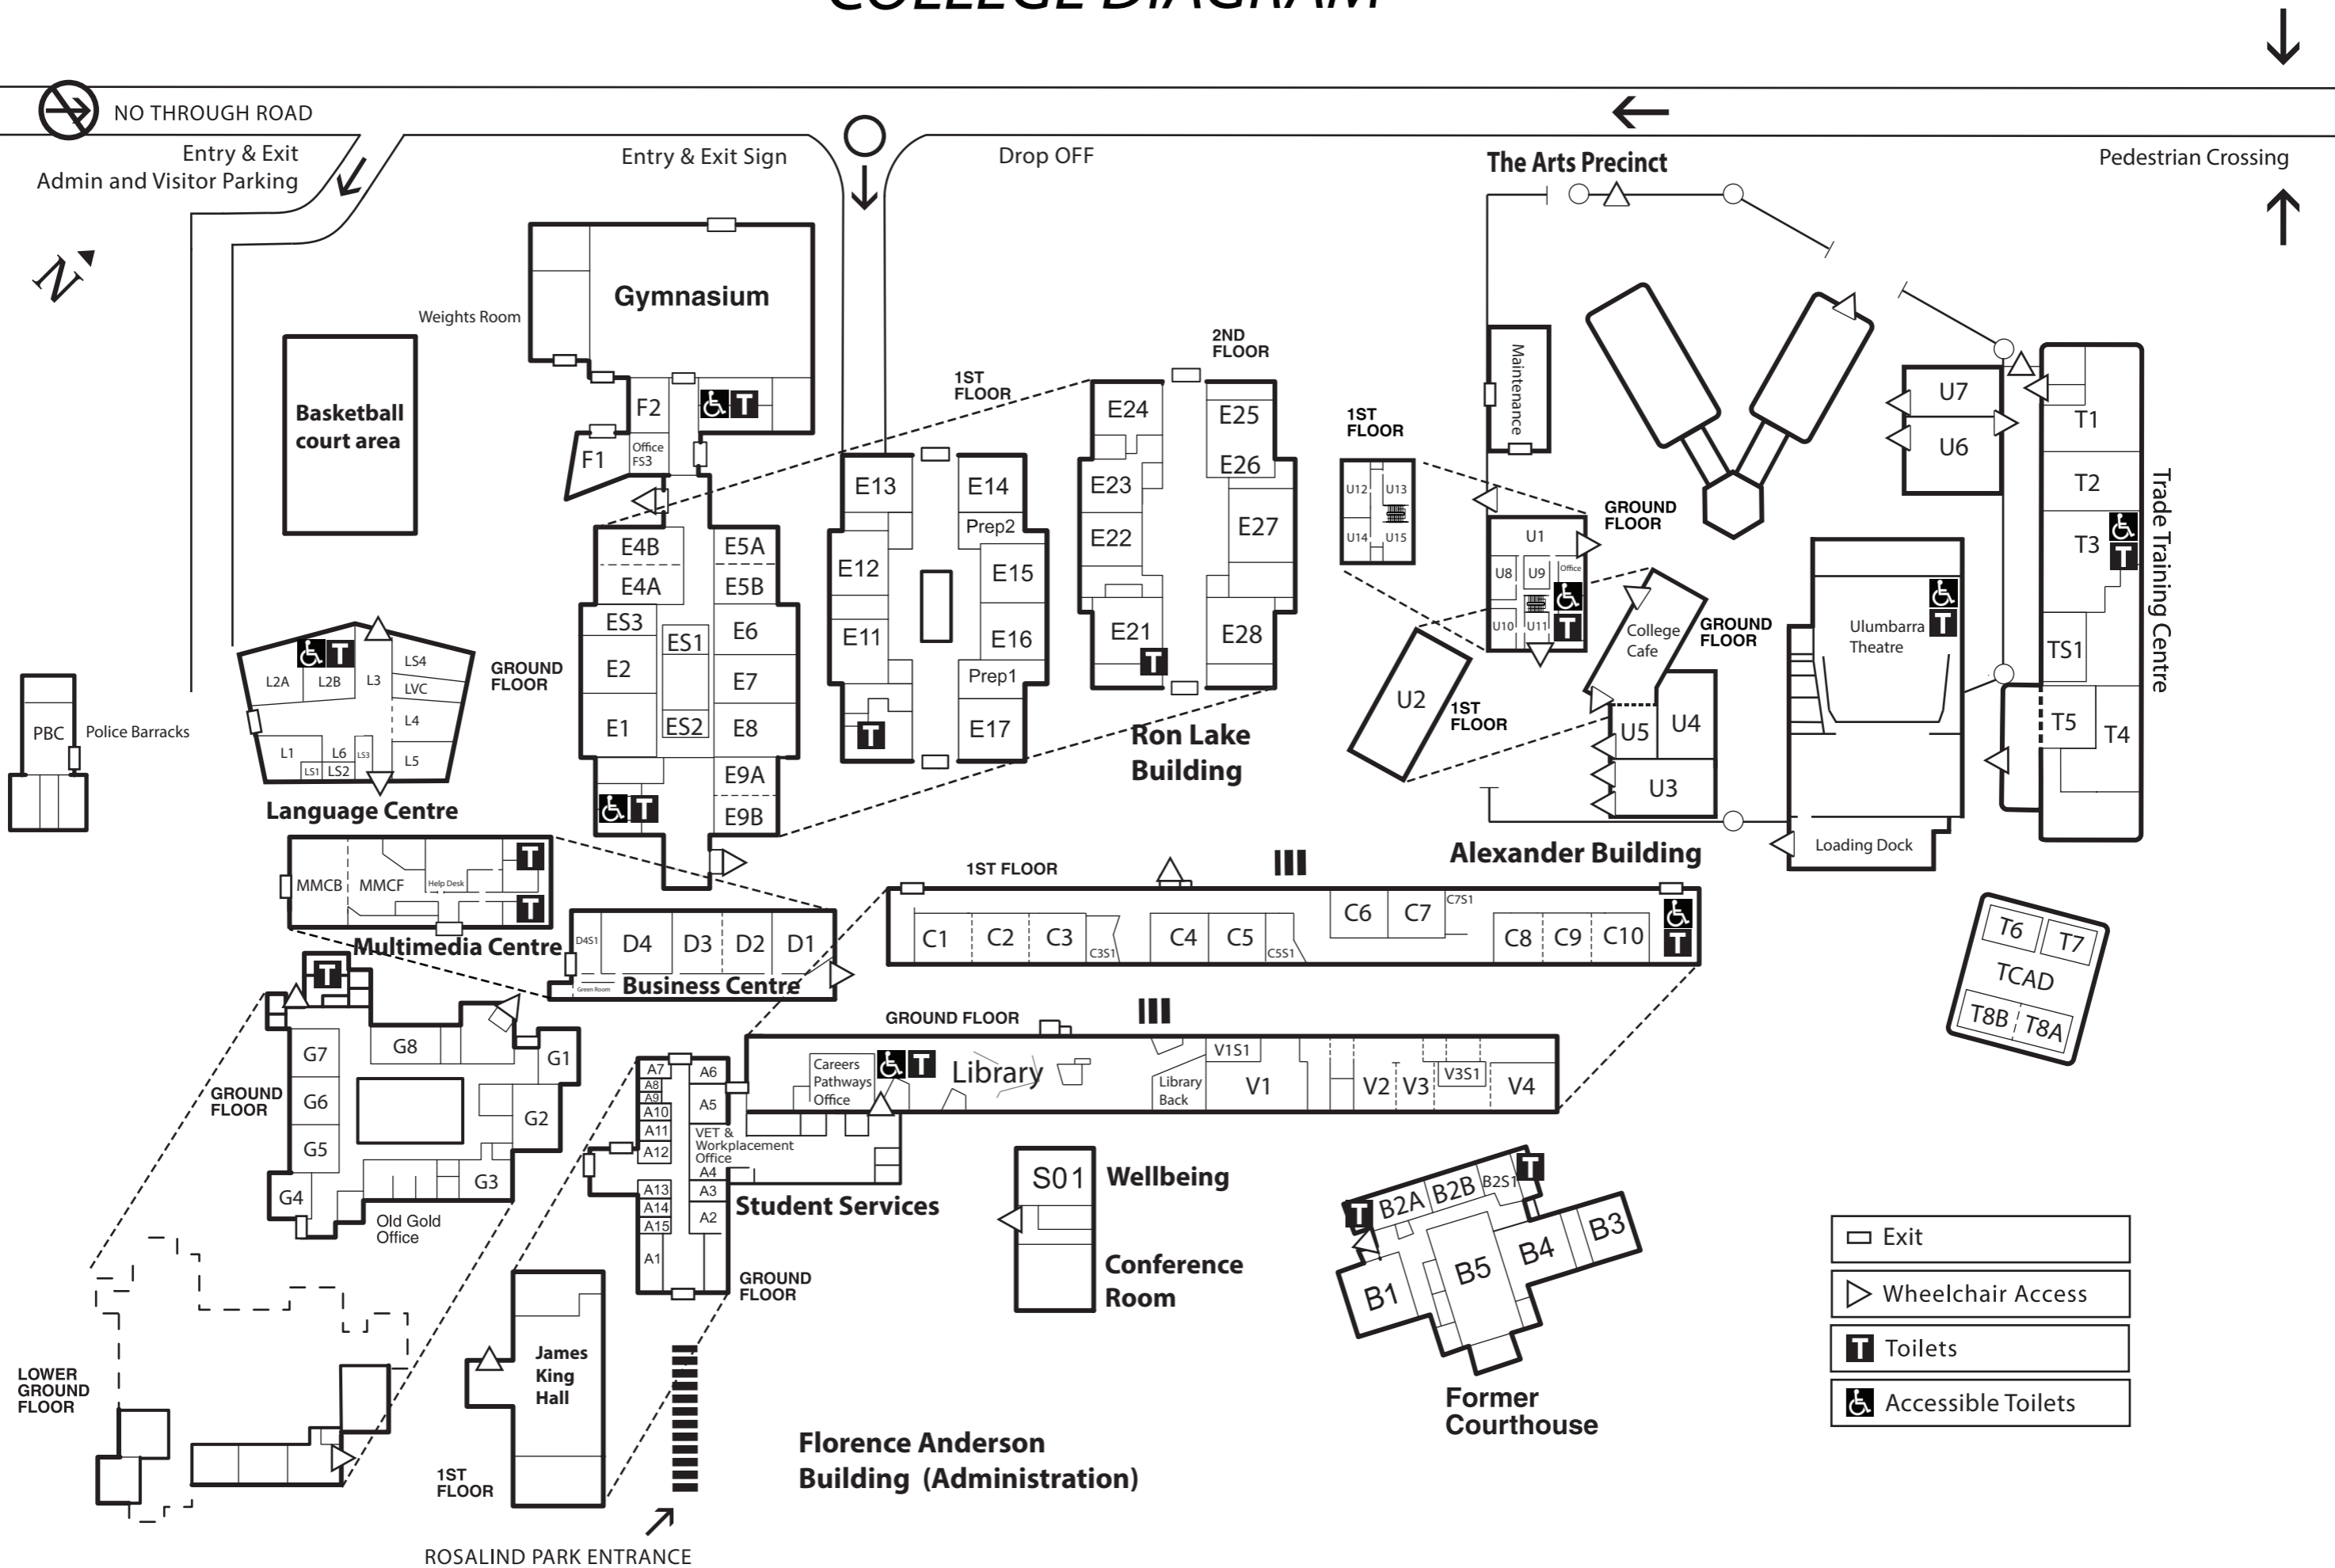 COLLEGE DIAGRAM
NO THROUGH ROAD
Entry & Exit
Admin and Visitor Parking
Entry & Exit Sign
Drop OFF
The Arts Precinct
Pedestrian Crossing
N
Gymnasium
Weights Room
Basketball
court area
F2
T
F1
Office
FS3
1ST
FLOOR
2ND
FLOOR
E4B
E4A
E5A
E5B
ES3
ES1
E6
E2
E7
E1
ES2
E8
E9A
E9B
T
GROUND
FLOOR
E13
E14
Prep2
E12
E15
E11
E16
Prep1
E17
T
E24
E25
E26
E23
E22
E27
E21
E28
T
Ron Lake
Building
Maintenance
1ST
FLOOR
U12
U13
U14
U15
GROUND
FLOOR
U1
U8
U9
Office
U10
U11
T
College
Cafe
GROUND
FLOOR
U2
1ST
FLOOR
U5
U4
U3
Alexander Building
U7
U6
Ulumbarra
Theatre
T
Loading Dock
T1
T2
T3
T
TS1
T5
T4
Trade Training Centre
PBC
Police Barracks
T
L2A
L2B
L3
LS4
LVC
L4
L5
L1
L6
LS3
LS1
LS2
Language Centre
MMCB
MMCF
Help Desk
T
T
Multimedia Centre
D4S1
D4
D3
D2
D1
Green Room
Business Centre
1ST FLOOR
C1
C2
C3
C3S1
C4
C5
C5S1
C6
C7
C7S1
C8
C9
C10
T
T6
T7
TCAD
T8B
T8A
GROUND FLOOR
Careers
Pathways
Office
T
Library
Library
Back
V1S1
V1
V2
V3
V3S1
V4
T
G7
G8
G1
G6
G2
G5
G4
G3
GROUND
FLOOR
Old Gold
Office
A7
A8
A9
A10
A11
A12
A13
A14
A15
A1
A6
A5
VET &
Workplacement
Office
A4
A3
A2
Student Services
GROUND
FLOOR
S01
Wellbeing
Conference
Room
T
B2A
B2B
B2S1
T
B1
B5
B4
B3
Former
Courthouse
LOWER
GROUND
FLOOR
James
King
Hall
1ST
FLOOR
Florence Anderson
Building (Administration)
ROSALIND PARK ENTRANCE
Exit
Wheelchair Access
T Toilets
Accessible Toilets